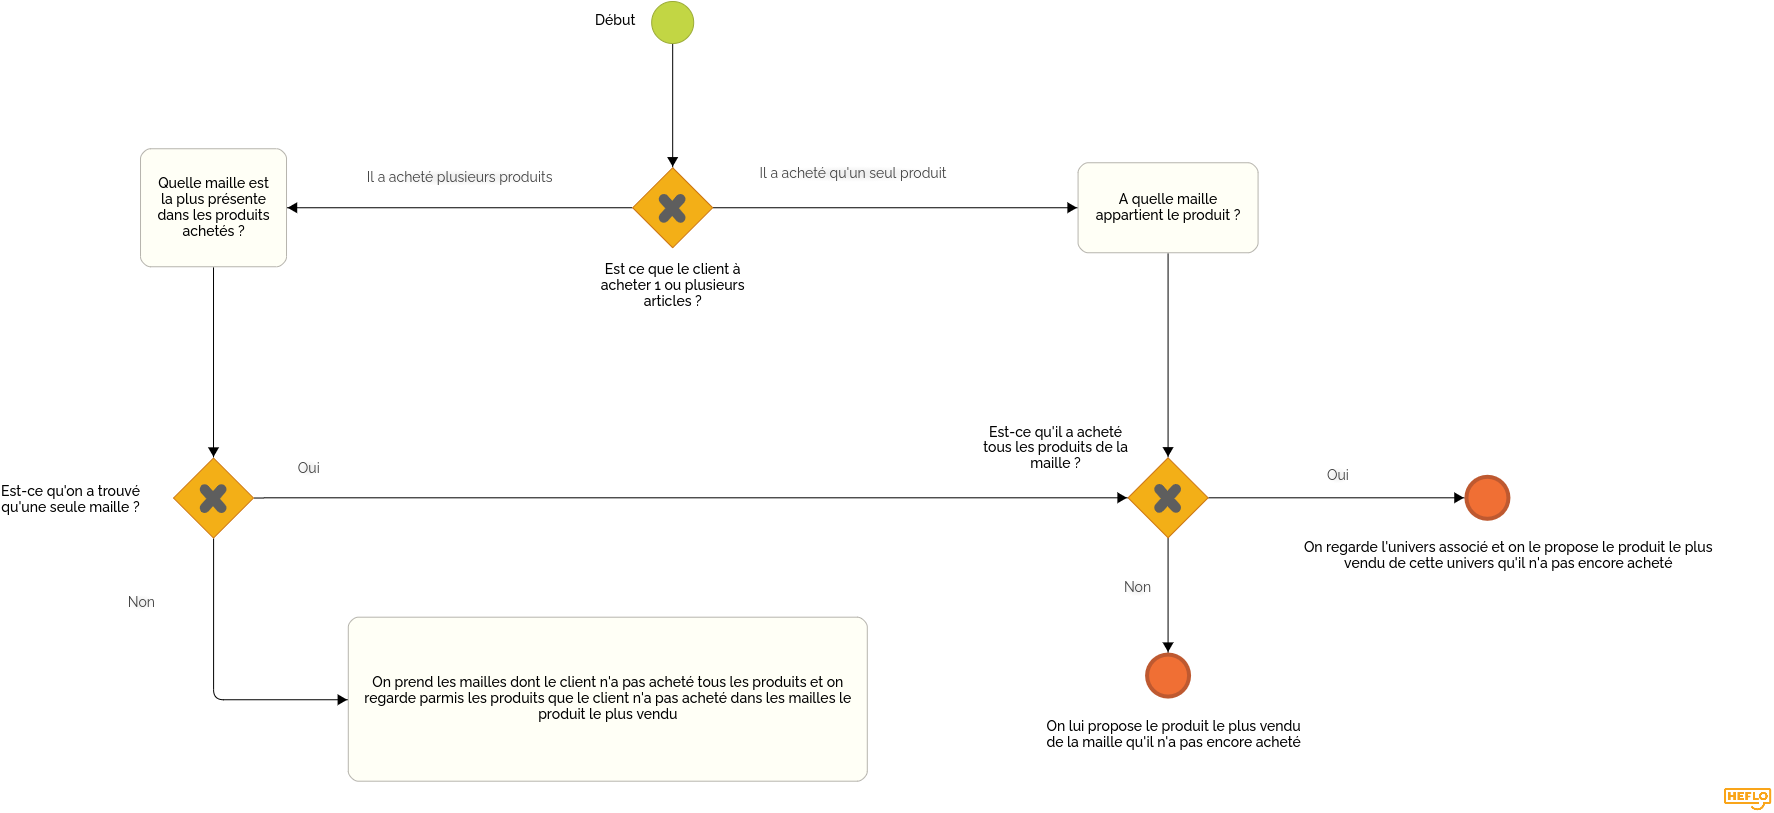 Début
Il a acheté plusieurs produits
Il a acheté qu'un seul produit
Quelle maille est
la plus présente
dans les produits
achetés ?
A quelle maille
appartient le produit ?
Est ce que le client à
acheter 1 ou plusieurs
articles ?
Est-ce qu'il a acheté
tous les produits de la
maille ?
Oui
Oui
Est-ce qu'on a trouvé
qu'une seule maille ?
On regarde l'univers associé et on le propose le produit le plus
vendu de cette univers qu'il n'a pas encore acheté
Non
Non
On prend les mailles dont le client n'a pas acheté tous les produits et on
regarde parmis les produits que le client n'a pas acheté dans les mailles le
produit le plus vendu
On lui propose le produit le plus vendu
de la maille qu'il n'a pas encore acheté
HEFLO